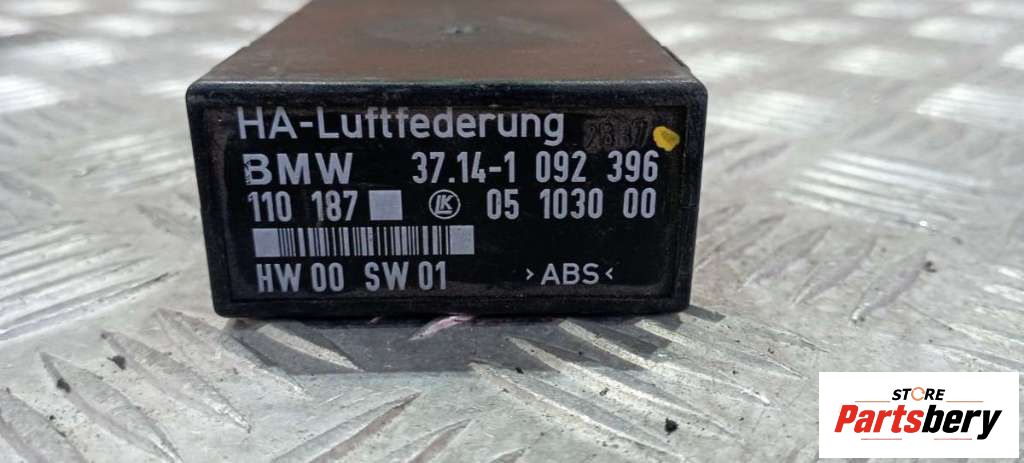 HA-Luftfederung
BMW 37.14-1 092 396
110 187 LK 05 1030 00
HW 00 SW 01 >ABS<
STORE
Partsbery